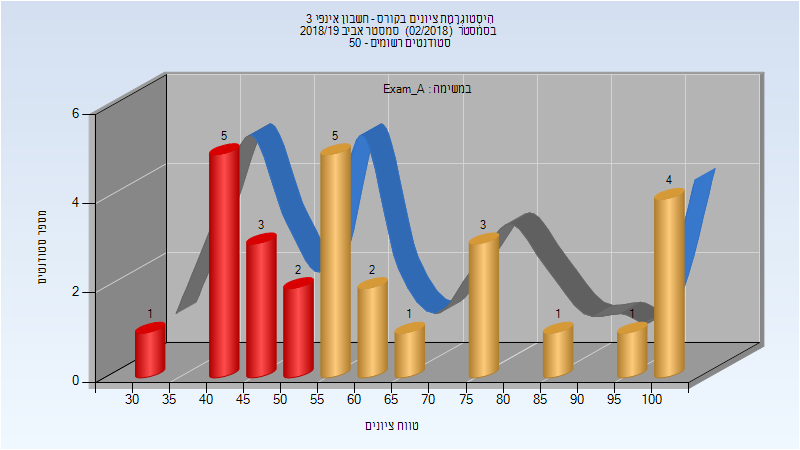 היסטוגרמת ציונים בקורס - חשבון אינפי 3
בסמסטר (02/2018) סמסטר אביב 2018/19
סטודנטים רשומים - 50
במשימה : Exam_A
מספר סטודנטים
6
4
2
0
1
5
3
2
5
2
1
3
1
1
4
30 35 40 45 50 55 60 65 70 75 80 85 90 95 100
טווח ציונים